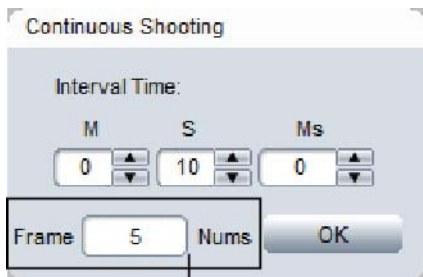 Continuous Shooting
Interval Time:
M S Ms
0 10 0
Frame 5 Nums OK